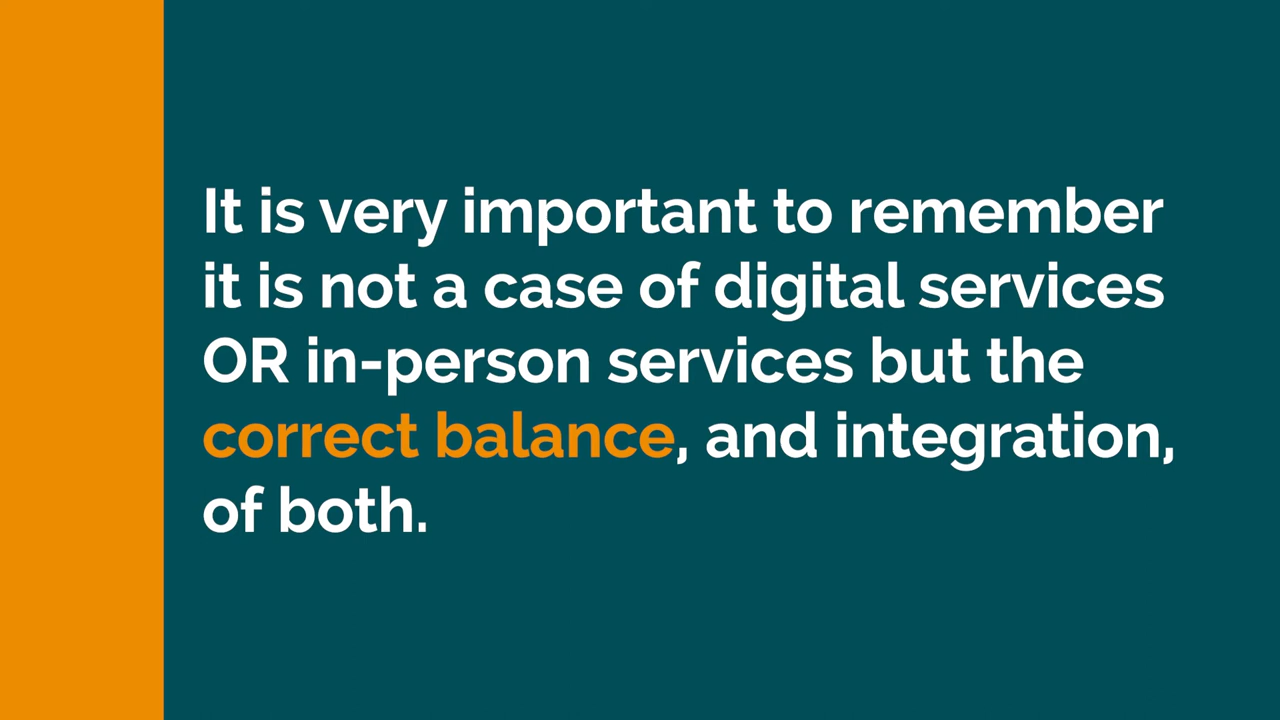 It is very important to remember
it is not a case of digital services
OR in-person services but the
correct balance, and integration,
of both.